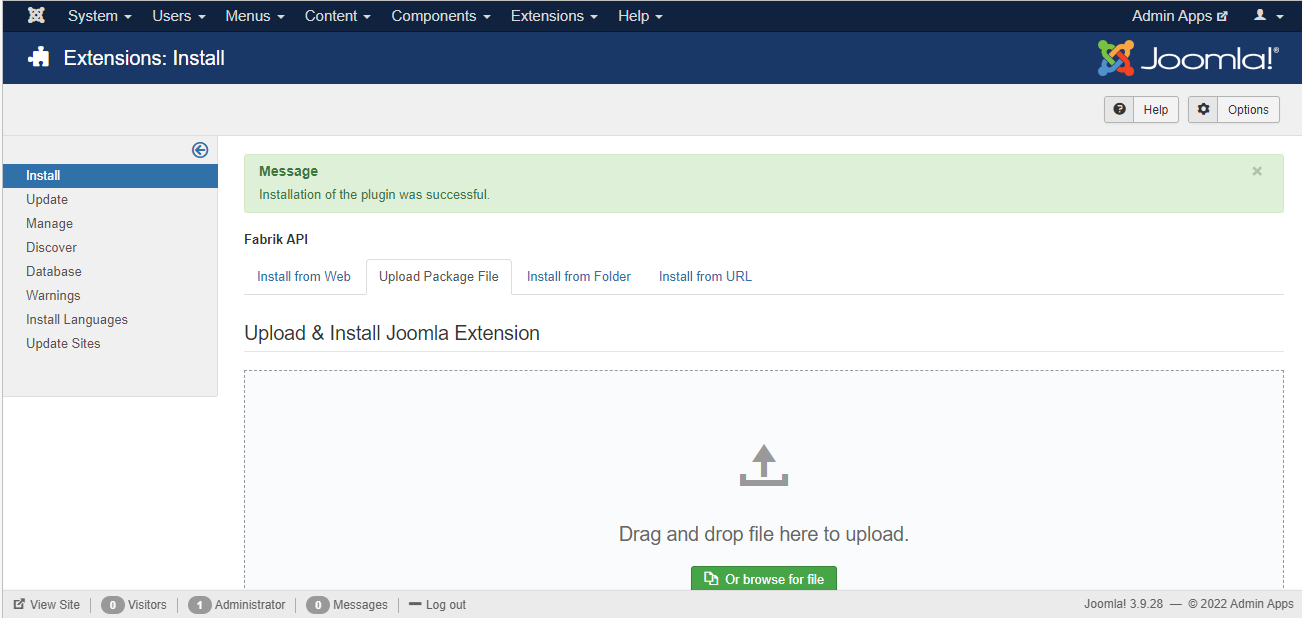 System Users Menus Content Components Extensions Help Admin Apps
Extensions: Install Joomla!®
Help Options
Install
Update
Manage
Discover
Database
Warnings
Install Languages
Update Sites
Message ×
Installation of the plugin was successful.
Fabrik API
Install from Web Upload Package File Install from Folder Install from URL
Upload & Install Joomla Extension
Drag and drop file here to upload.
Or browse for file
View Site 0 Visitors 1 Administrator 0 Messages Log out Joomla! 3.9.28 — © 2022 Admin Apps